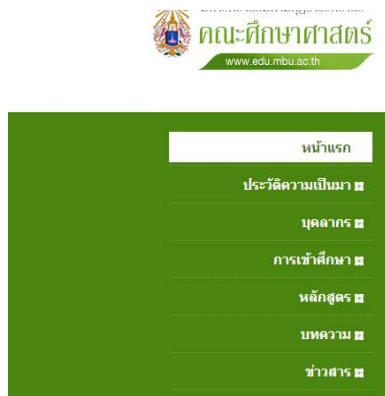 คณะศึกษาศาสตร์
www.edu.mbu.ac.th
หน้าแรก
ประวัติความเป็นมา
บุคลากร
การเข้าศึกษา
หลักสูตร
บทความ
ข่าวสาร